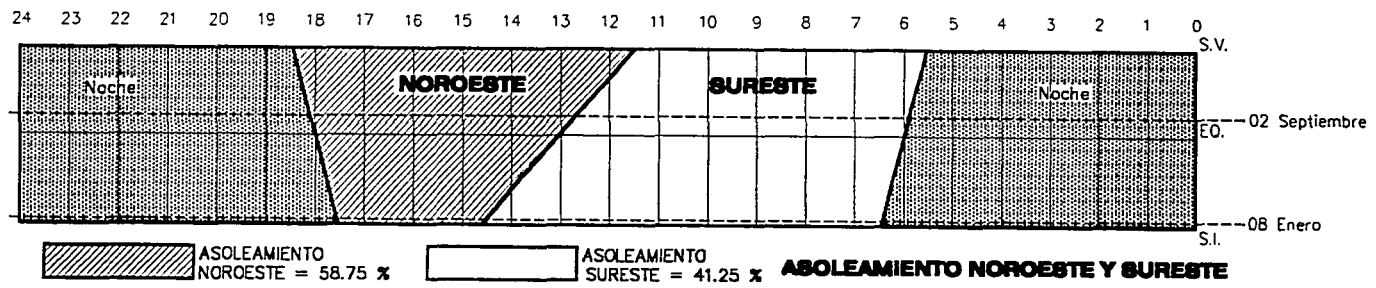 24 23 22 21 20 19 18 17 16 15 14 13 12 11 10 9 8 7 6 5 4 3 2 1 0
S.V.
Noche NOROESTE SURESTE Noche
02 Septiembre
E.O.
08 Enero
S.I.
ASOLEAMIENTO
NOROESTE = 58.75 %
ASOLEAMIENTO
SURESTE = 41.25 %
ASOLEAMIENTO NOROESTE Y SURESTE